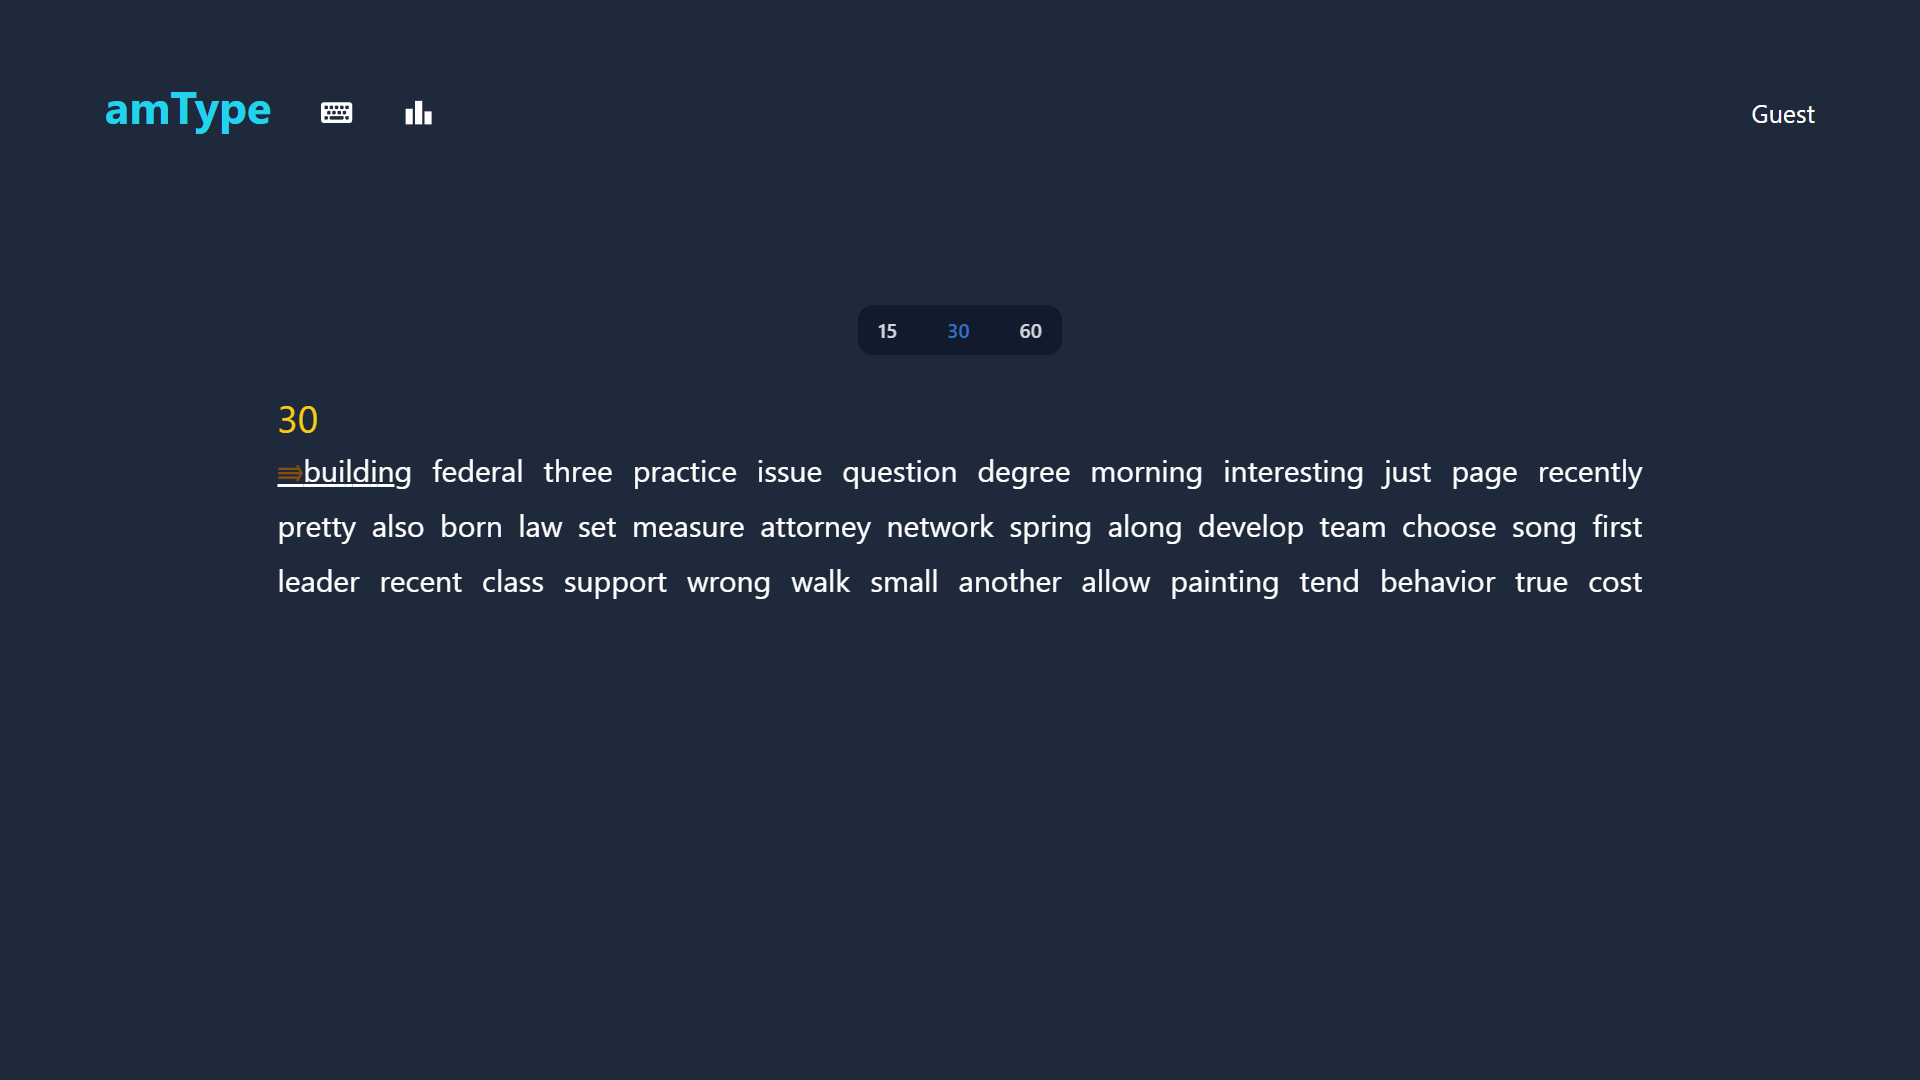 amType
Guest
15 30 60
30
⇛building federal three practice issue question degree morning interesting just page recently
pretty also born law set measure attorney network spring along develop team choose song first
leader recent class support wrong walk small another allow painting tend behavior true cost